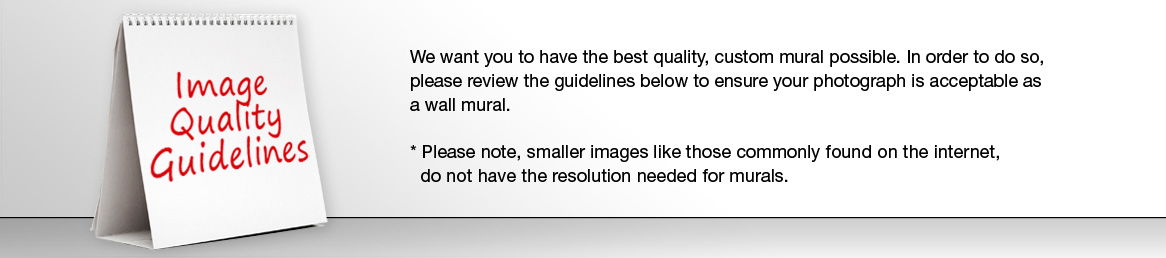 Image
Quality
Guidelines
We want you to have the best quality, custom mural possible. In order to do so,
please review the guidelines below to ensure your photograph is acceptable as
a wall mural.
* Please note, smaller images like those commonly found on the internet,
do not have the resolution needed for murals.